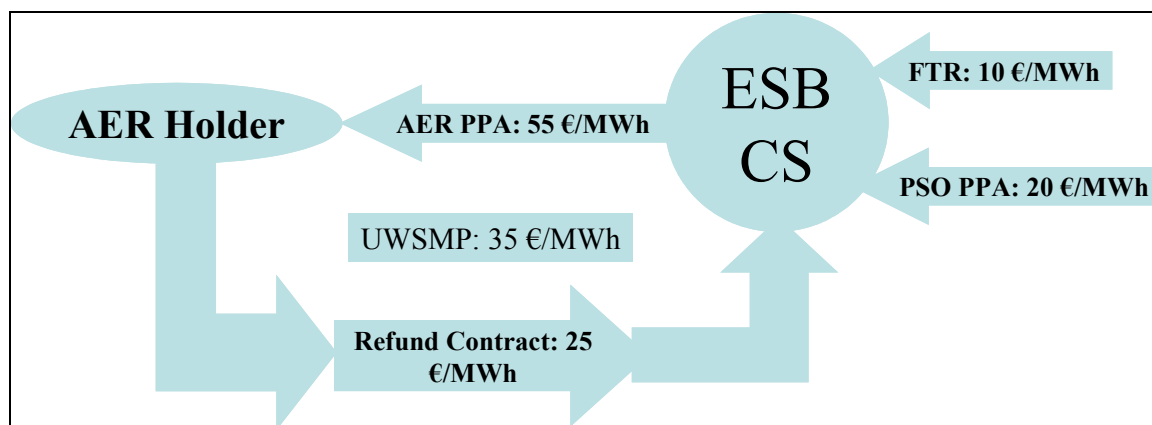 ESB
CS
FTR: 10 €/MWh
AER Holder
AER PPA: 55 €/MWh
PSO PPA: 20 €/MWh
UWSMP: 35 €/MWh
Refund Contract: 25
€/MWh